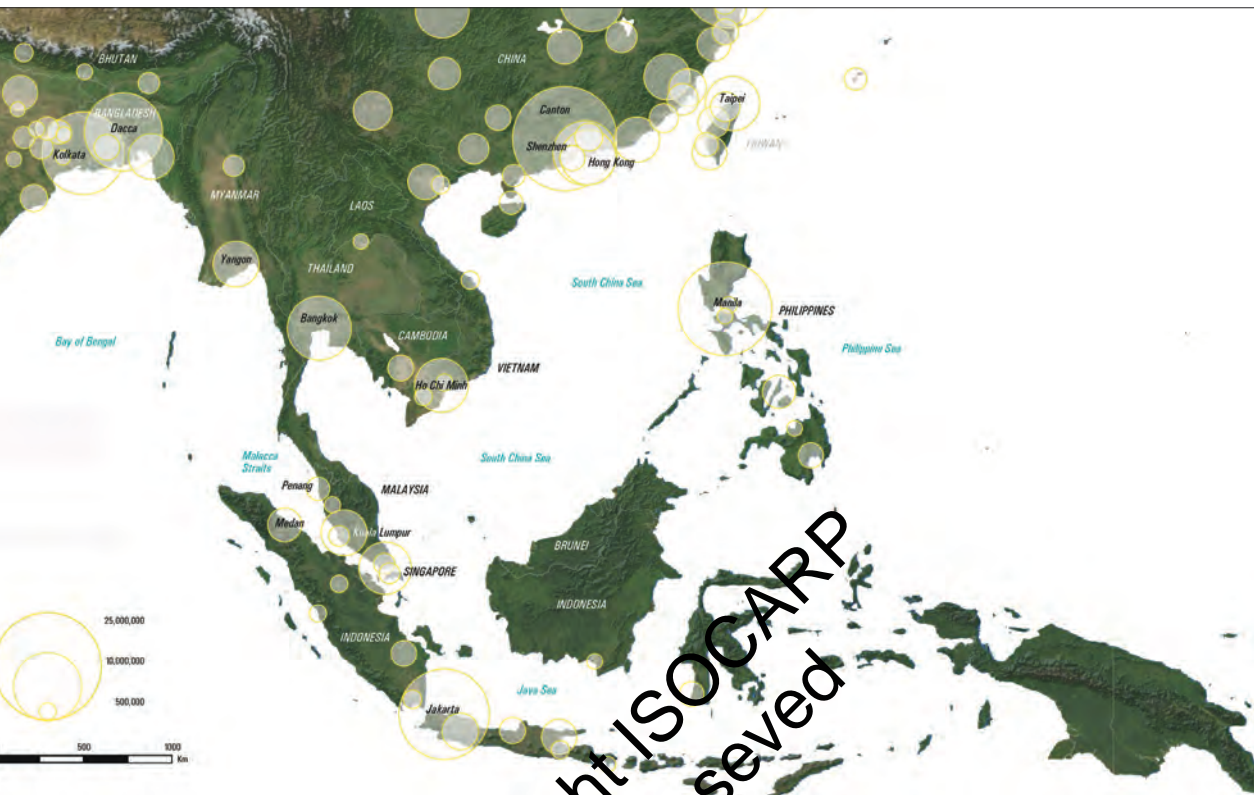 BHUTAN
CHINA
BANGLADESH
Dacca
Kolkata
Canton
Shenzhen
Hong Kong
Taipei
TAIWAN
MYANMAR
LAOS
Yangon
THAILAND
South China Sea
Bangkok
Manila
PHILIPPINES
Bay of Bengal
CAMBODIA
Philippine Sea
VIETNAM
Ho Chi Minh
Malacca
Straits
South China Sea
Penang
MALAYSIA
Medan
Kuala Lumpur
BRUNEI
SINGAPORE
INDONESIA
25,000,000
INDONESIA
10,000,000
Java Sea
500,000
Jakarta
500
1000
Km
ht ISOCARP
seved